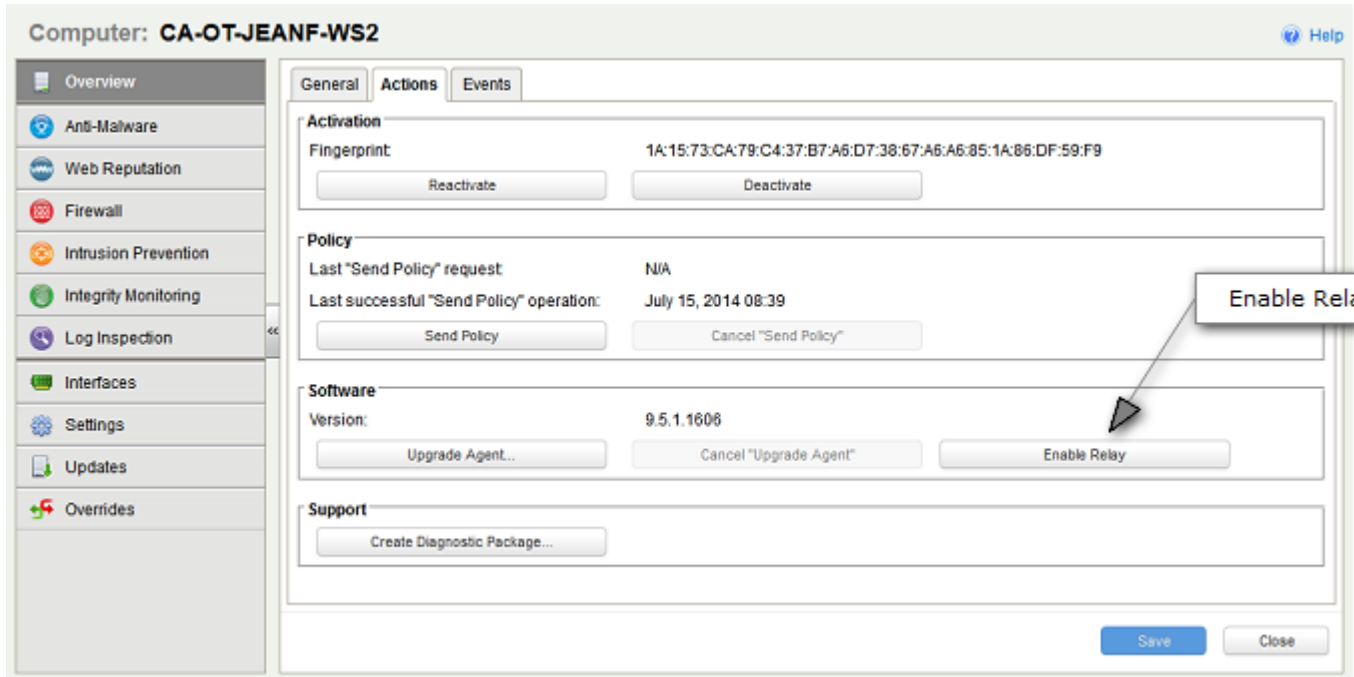 Computer: CA-OT-JEANF-WS2
Help
Overview
Anti-Malware
Web Reputation
Firewall
Intrusion Prevention
Integrity Monitoring
Log Inspection
Interfaces
Settings
Updates
Overrides
«
General Actions Events
Activation
Fingerprint: 1A:15:73:CA:79:C4:37:B7:A6:D7:38:67:A6:A6:85:1A:86:DF:59:F9
Reactivate Deactivate
Policy
Last "Send Policy" request: N/A
Last successful "Send Policy" operation: July 15, 2014 08:39
Send Policy Cancel "Send Policy"
Enable Rela
Software
Version: 9.5.1.1606
Upgrade Agent... Cancel "Upgrade Agent" Enable Relay
Support
Create Diagnostic Package...
Save Close